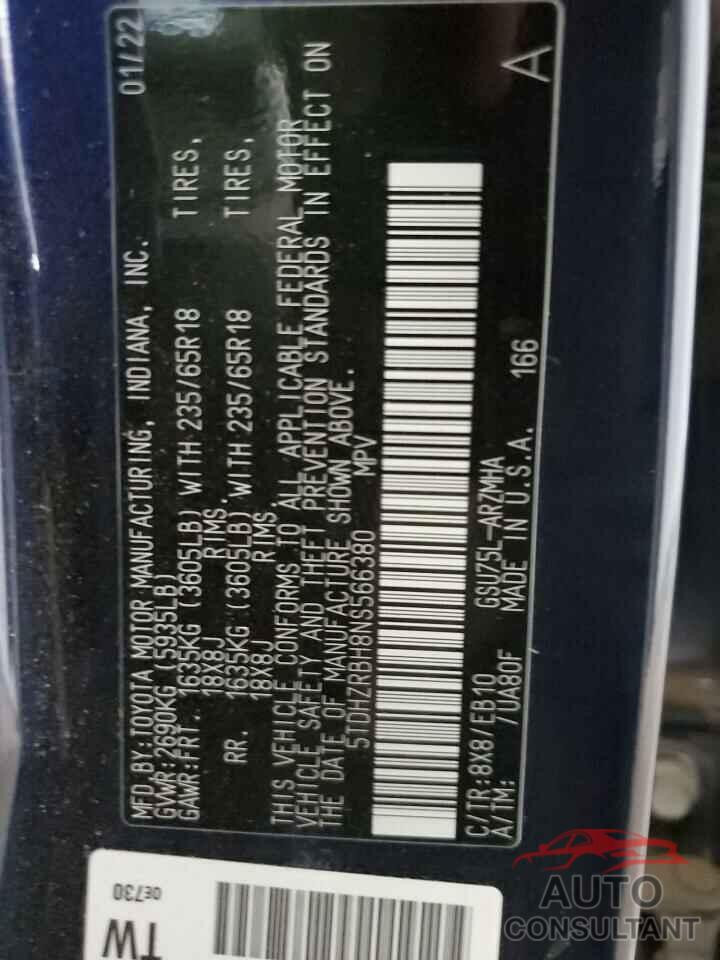 MFD.BY:TOYOTA MOTOR MANUFACTURING, INDIANA, INC. 01/22
GVWR:2690KG(5935LB)
GAWR:FRT. 1635KG (3605LB) WITH 235/65R18 TIRES,
18X8J RIMS.
RR. 1635KG (3605LB) WITH 235/65R18 TIRES,
18X8J RIMS.
THIS VEHICLE CONFORMS TO ALL APPLICABLE FEDERAL MOTOR
VEHICLE SAFETY AND THEFT PREVENTION STANDARDS IN EFFECT ON
THE DATE OF MANUFACTURE SHOWN ABOVE.
5TDHZRBH8NS566380 MPV
C/TR:8X8/EB10 GSU75L-ARZMHA
A/TM: /UA80F MADE IN U.S.A. 166 A
0E730
TW
AUTO
CONSULTANT